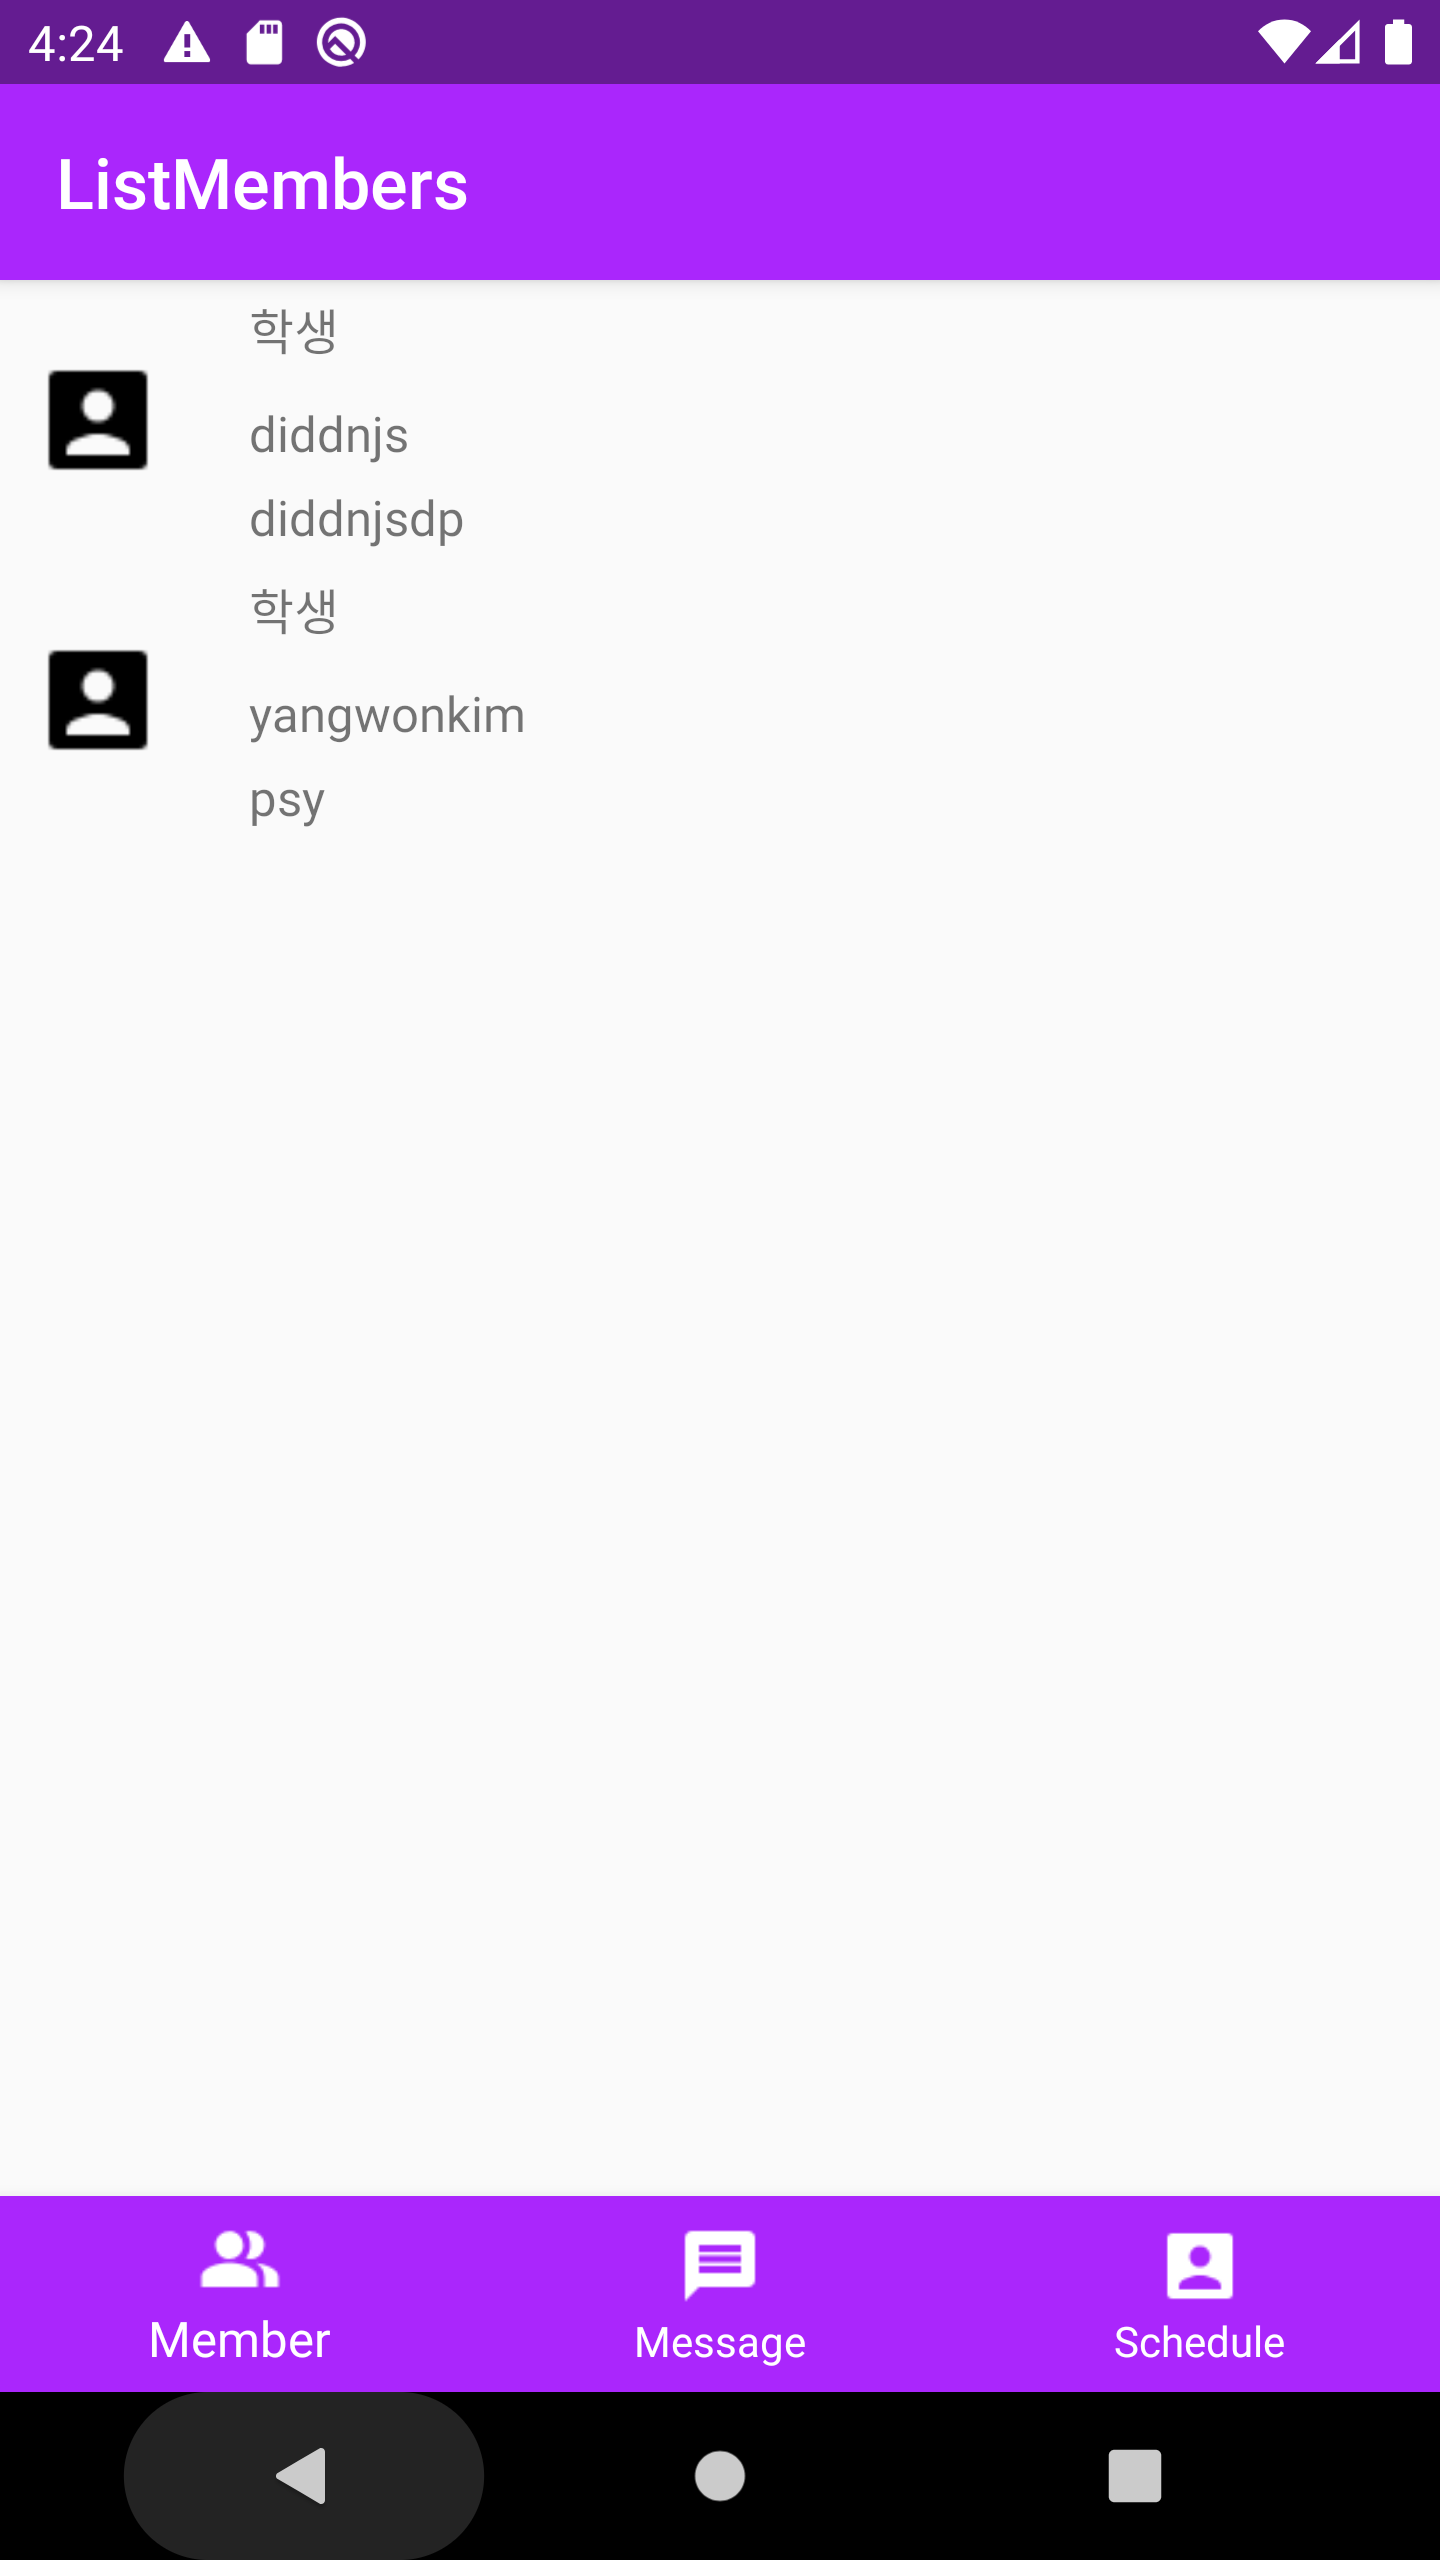 4:24
ListMembers
학생
diddnjs
diddnjsdp
학생
yangwonkim
psy
Member
Message
Schedule